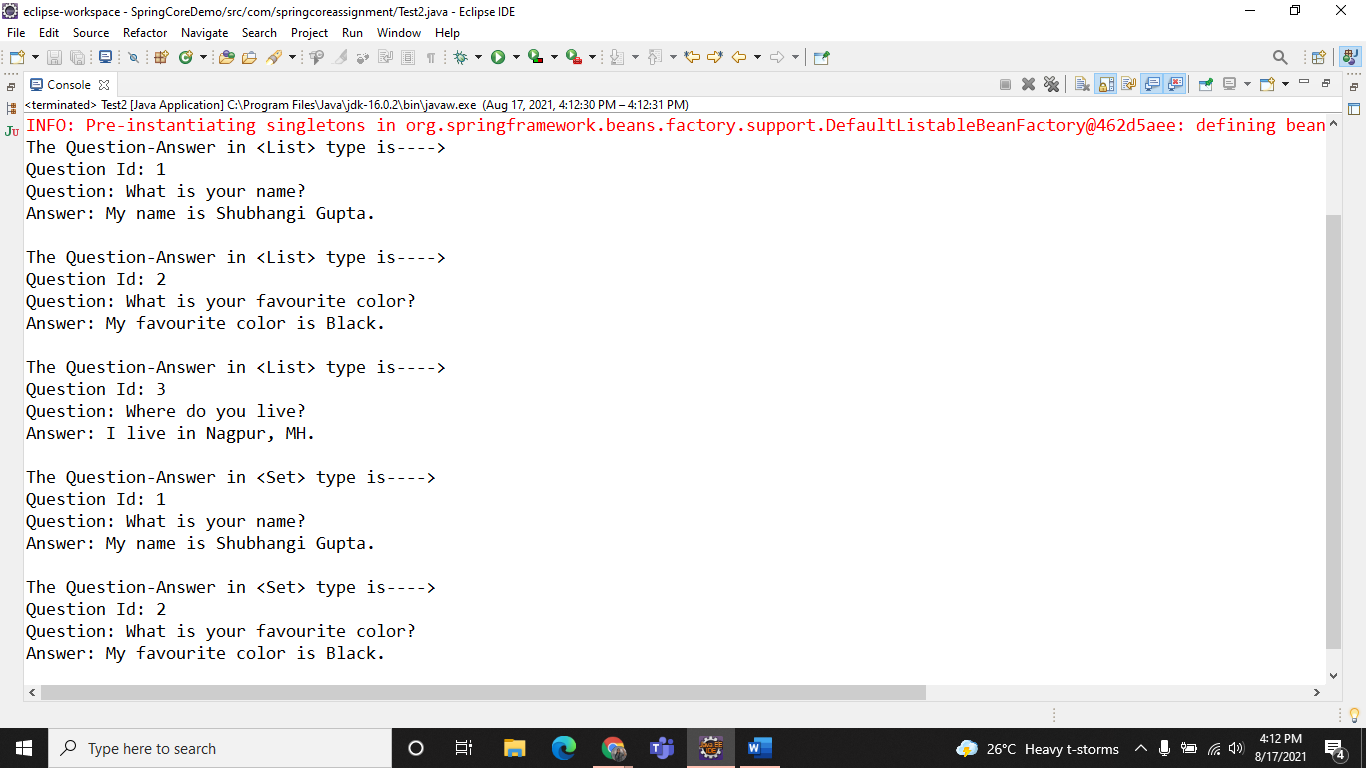 eclipse-workspace - SpringCoreDemo/src/com/springcoreassignment/Test2.java - Eclipse IDE
File Edit Source Refactor Navigate Search Project Run Window Help
Console
<terminated> Test2 [Java Application] C:\Program Files\Java\jdk-16.0.2\bin\javaw.exe (Aug 17, 2021, 4:12:30 PM – 4:12:31 PM)
INFO: Pre-instantiating singletons in org.springframework.beans.factory.support.DefaultListableBeanFactory@462d5aee: defining bean
The Question-Answer in <List> type is---->
Question Id: 1
Question: What is your name?
Answer: My name is Shubhangi Gupta.
The Question-Answer in <List> type is---->
Question Id: 2
Question: What is your favourite color?
Answer: My favourite color is Black.
The Question-Answer in <List> type is---->
Question Id: 3
Question: Where do you live?
Answer: I live in Nagpur, MH.
The Question-Answer in <Set> type is---->
Question Id: 1
Question: What is your name?
Answer: My name is Shubhangi Gupta.
The Question-Answer in <Set> type is---->
Question Id: 2
Question: What is your favourite color?
Answer: My favourite color is Black.
Type here to search
26°C Heavy t-storms
4:12 PM
8/17/2021
4